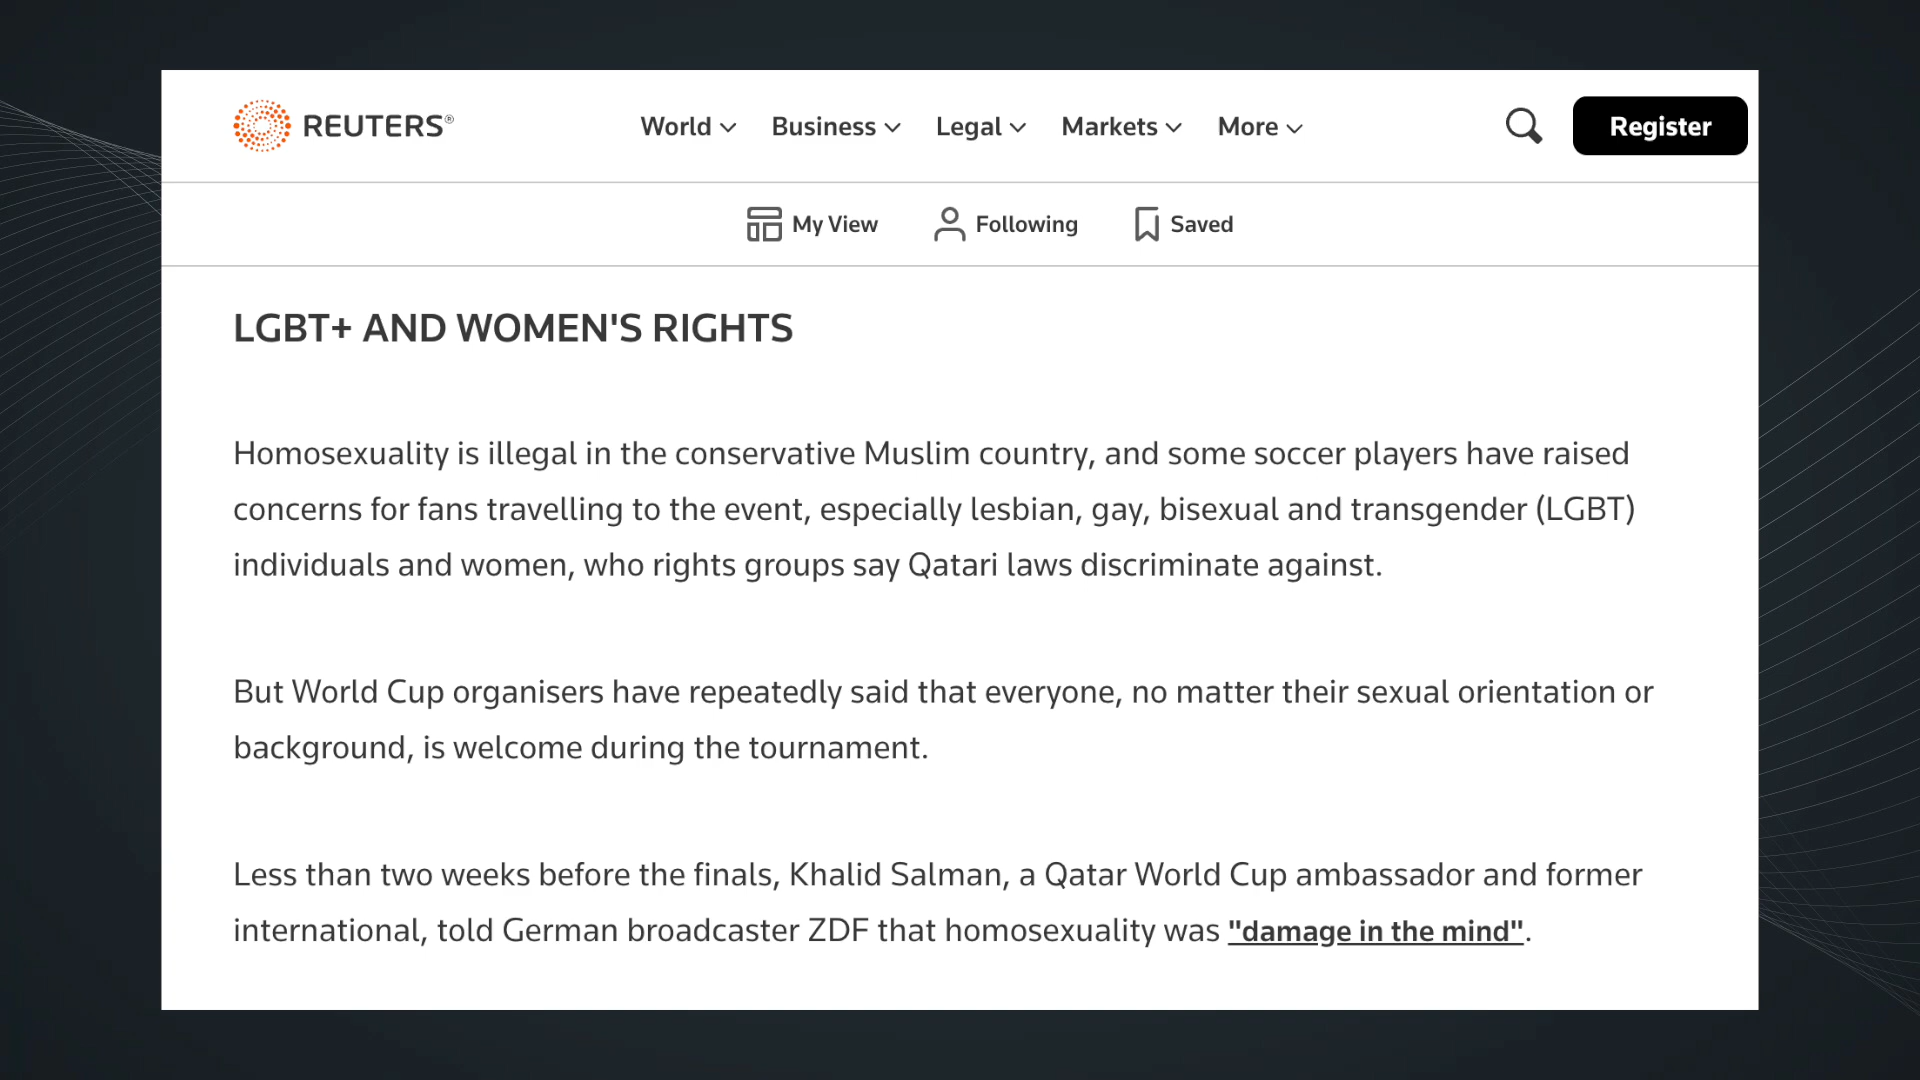 REUTERS®
World Business Legal Markets More Register
My View Following Saved
LGBT+ AND WOMEN'S RIGHTS
Homosexuality is illegal in the conservative Muslim country, and some soccer players have raised
concerns for fans travelling to the event, especially lesbian, gay, bisexual and transgender (LGBT)
individuals and women, who rights groups say Qatari laws discriminate against.
But World Cup organisers have repeatedly said that everyone, no matter their sexual orientation or
background, is welcome during the tournament.
Less than two weeks before the finals, Khalid Salman, a Qatar World Cup ambassador and former
international, told German broadcaster ZDF that homosexuality was "damage in the mind".